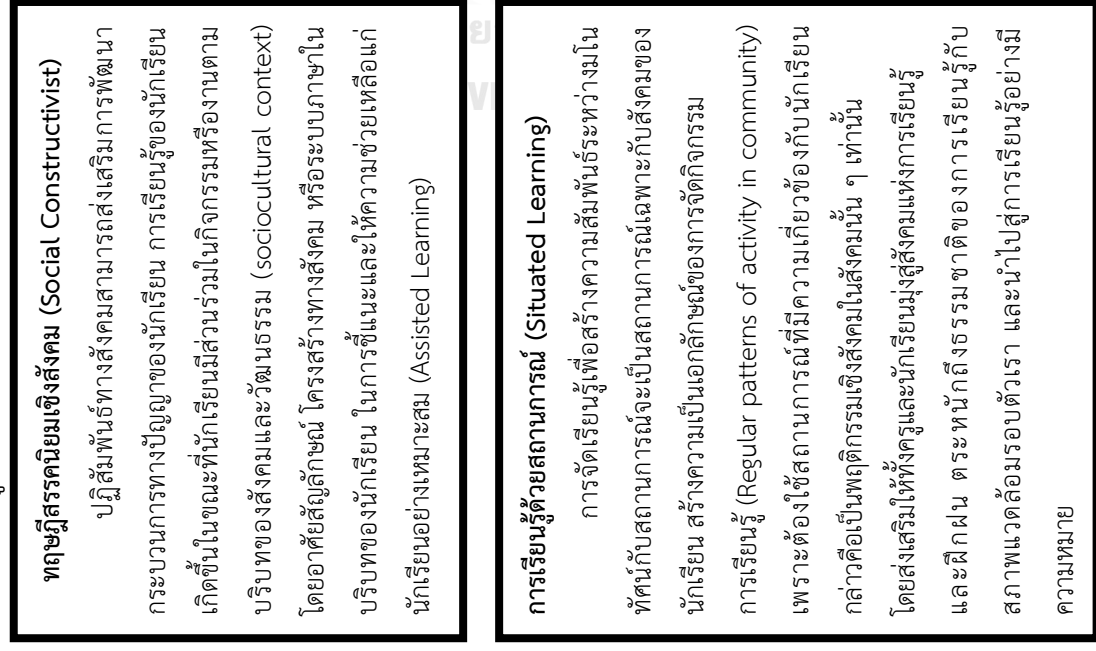 ทฤษฎีสรรคนิยมเชิงสังคม (Social Constructivist)
ปฏิสัมพันธ์ทางสังคมสามารถส่งเสริมการพัฒนา
กระบวนการทางปัญญาของนักเรียน การเรียนรู้ของนักเรียน
เกิดขึ้นในขณะที่นักเรียนมีส่วนร่วมในกิจกรรมหรืองานตาม
บริบทของสังคมและวัฒนธรรม (sociocultural context)
โดยอาศัยสัญลักษณ์ โครงสร้างทางสังคม หรือระบบภาษาใน
บริบทของนักเรียน ในการชี้แนะและให้ความช่วยเหลือแก่
นักเรียนอย่างเหมาะสม (Assisted Learning)
การเรียนรู้ด้วยสถานการณ์ (Situated Learning)
การจัดเรียนรู้เพื่อสร้างความสัมพันธ์ระหว่างมโน
ทัศน์กับสถานการณ์จะเป็นสถานการณ์เฉพาะกับสังคมของ
นักเรียน สร้างความเป็นเอกลักษณ์ของการจัดกิจกรรม
การเรียนรู้ (Regular patterns of activity in community)
เพราะต้องใช้สถานการณ์ที่มีความเกี่ยวข้องกับนักเรียน
กล่าวคือเป็นพฤติกรรมเชิงสังคมในสังคมนั้น ๆ เท่านั้น
โดยส่งเสริมให้ทั้งครูและนักเรียนมุ่งสู่สังคมแห่งการเรียนรู้
และฝึกฝน ตระหนักถึงธรรมชาติของการเรียนรู้กับ
สภาพแวดล้อมรอบตัวเรา และนำไปสู่การเรียนรู้อย่างมี
ความหมาย